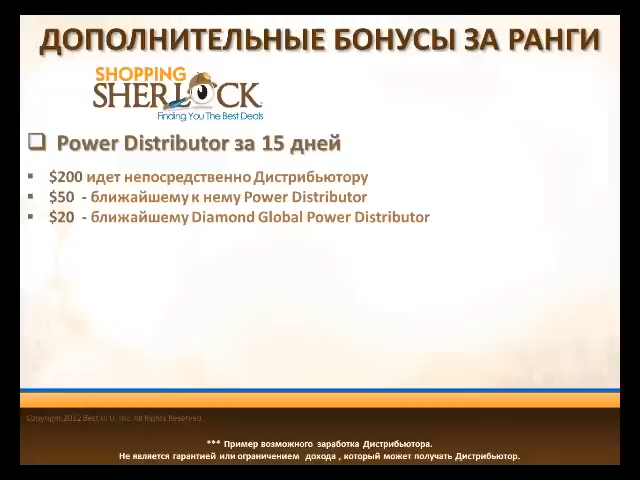 ДОПОЛНИТЕЛЬНЫЕ БОНУСЫ ЗА РАНГИ
SHOPPING
SHERLOCK
Finding You The Best Deals
Power Distributor за 15 дней
$200 идет непосредственно Дистрибьютору
$50 - ближайшему к нему Power Distributor
$20 - ближайшему Diamond Global Power Distributor
Copyright 2012 Best In U, Inc. All Rights Reserved.
*** Пример возможного заработка Дистрибьютора.
Не является гарантией или ограничением дохода , который может получать Дистрибьютор.